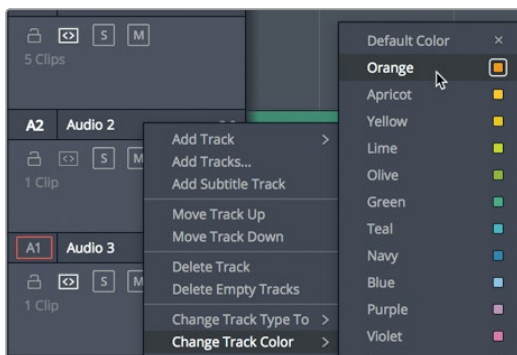 S M
5 Clips
A2 Audio 2
S M
1 Clip
A1 Audio 3
S M
1 Clip
Add Track >
Add Tracks...
Add Subtitle Track
Move Track Up
Move Track Down
Delete Track
Delete Empty Tracks
Change Track Type To >
Change Track Color >
Default Color ×
Orange
Apricot
Yellow
Lime
Olive
Green
Teal
Navy
Blue
Purple
Violet